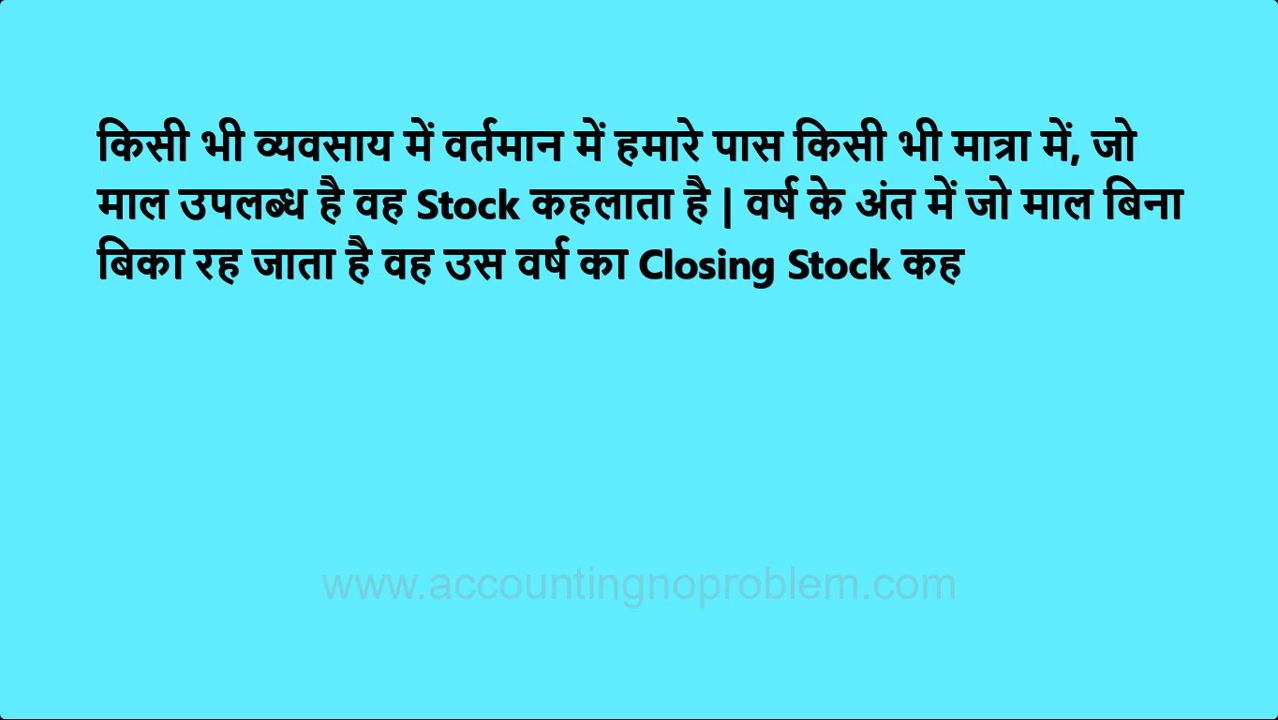 किसी भी व्यवसाय में वर्तमान में हमारे पास किसी भी मात्रा में, जो
माल उपलब्ध है वह Stock कहलाता है | वर्ष के अंत में जो माल बिना
बिका रह जाता है वह उस वर्ष का Closing Stock कह
www.accountingnoproblem.com